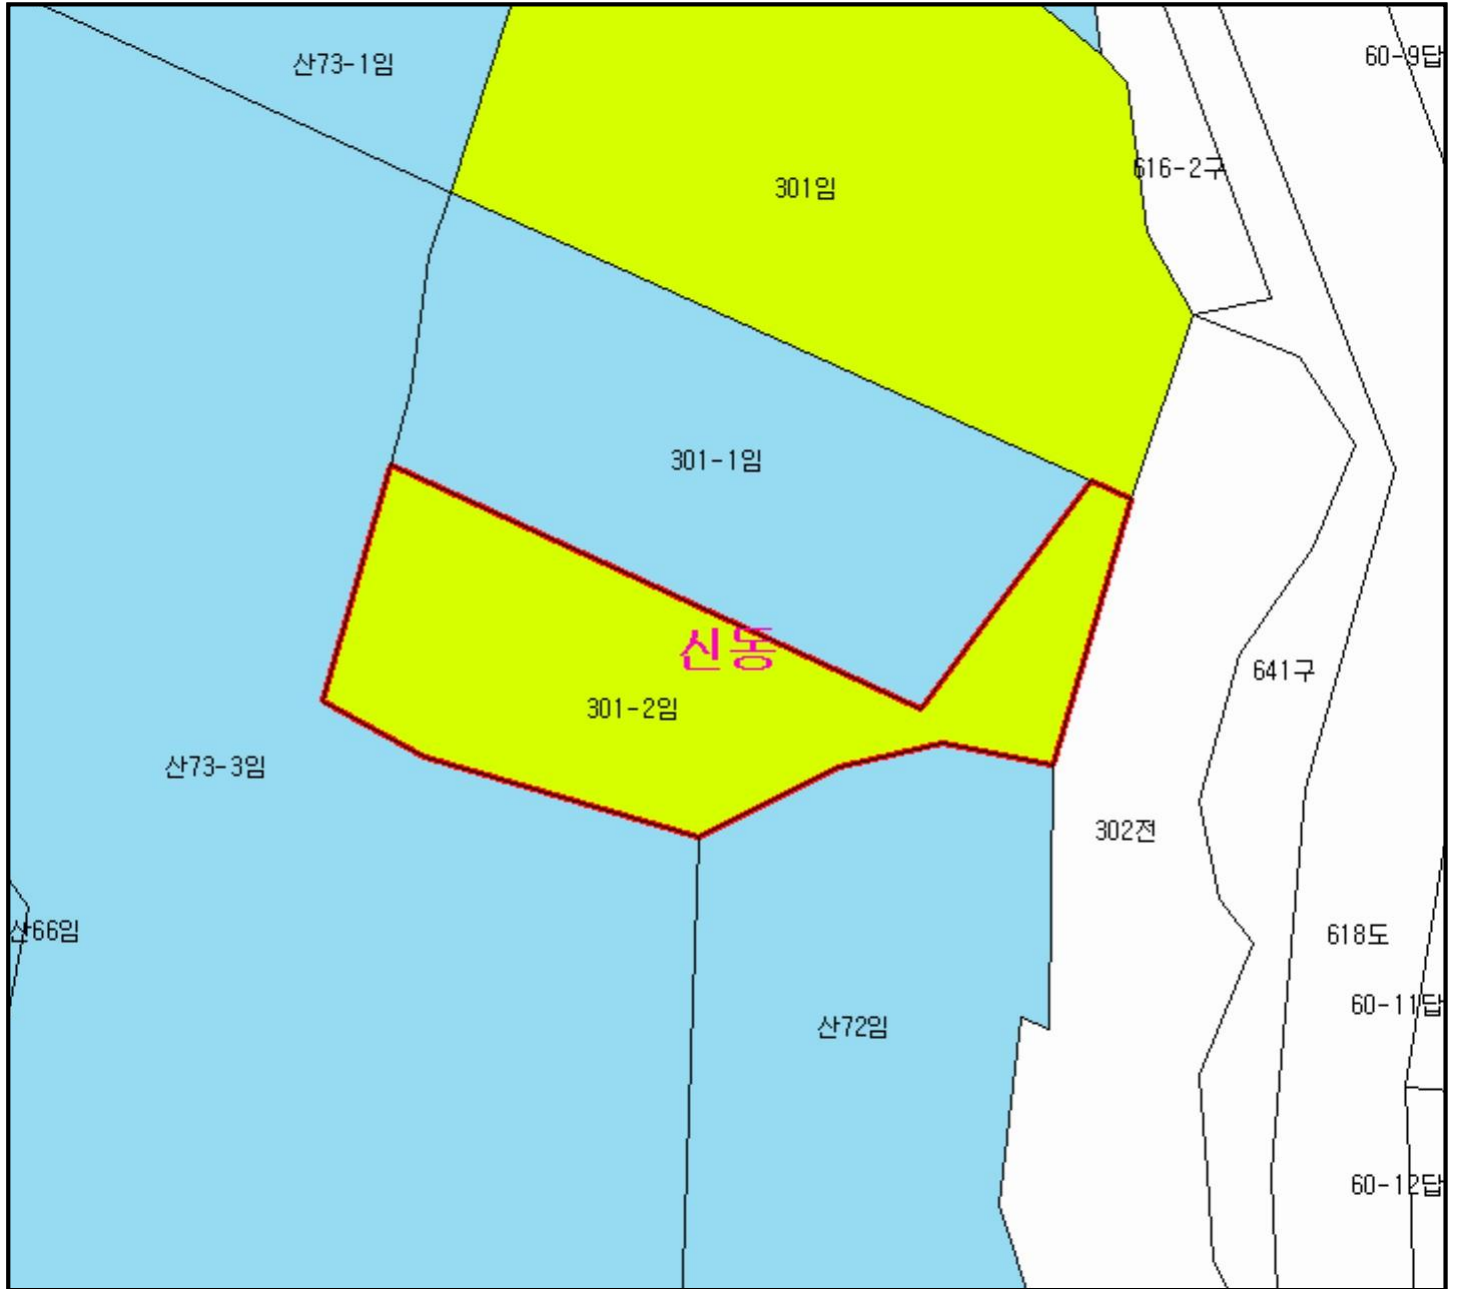 산73-1임
60-9답
616-2구
301임
301-1임
신동
641구
301-2임
산73-3임
302전
산66임
618도
60-11답
산72임
60-12답